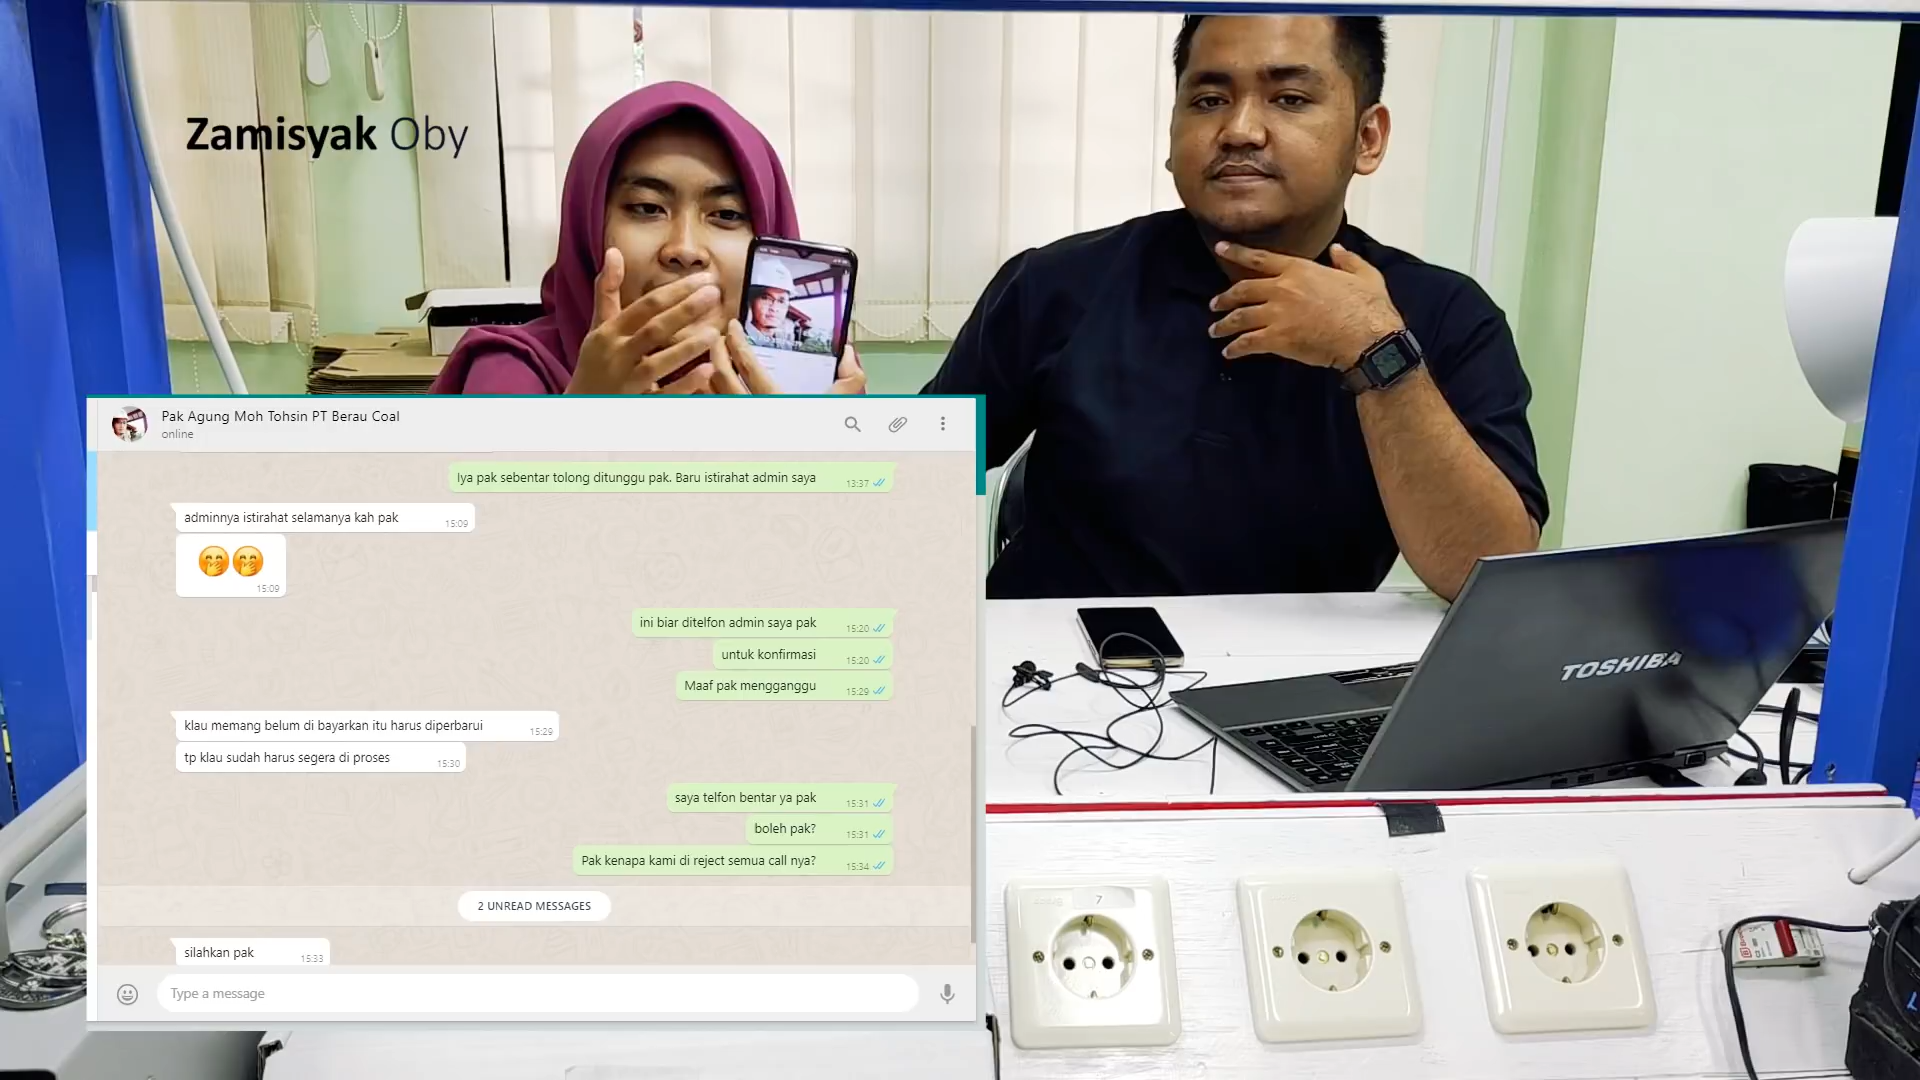 Zamisyak Oby
Pak Agung Moh Tohsin PT Berau Coal
online
Iya pak sebentar tolong ditunggu pak. Baru istirahat admin saya 13:37
adminnya istirahat selamanya kah pak 15:09
15:09
ini biar ditelfon admin saya pak 15:20
untuk konfirmasi 15:20
Maaf pak mengganggu 15:29
klau memang belum di bayarkan itu harus diperbarui 15:29
tp klau sudah harus segera di proses 15:30
saya telfon bentar ya pak 15:31
boleh pak? 15:31
Pak kenapa kami di reject semua call nya? 15:34
2 UNREAD MESSAGES
silahkan pak 15:33
Type a message
TOSHIBA
7